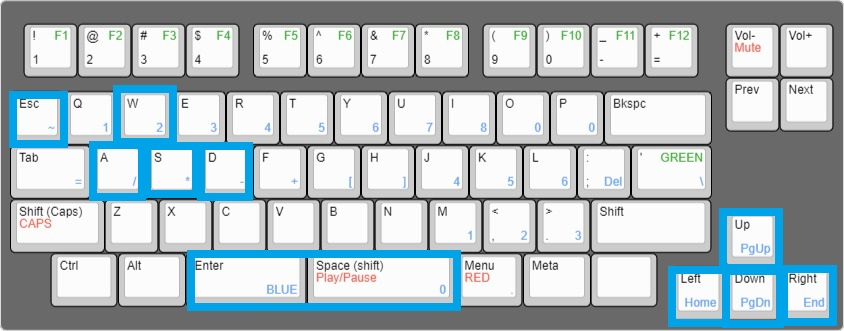 ! F1 @ F2 # F3 $ F4 % F5 ^ F6 & F7 * F8 ( F9 ) F10 _ F11 + F12 Vol- Vol+
Mute
1 2 3 4 5 6 7 8 9 0 - =
Prev Next
Esc Q W E R T Y U I O P Bkspc
~ 1 2 3 4 5 6 7 8 0 0
Tab A S D F G H J K L : ' GREEN
= / * - + [ ] 4 5 6 ; Del \
Shift (Caps) Z X C V B N M < > Shift
CAPS
1 , 2 . 3
Up
PgUp
Ctrl Alt Enter Space (shift) Menu Meta
Play/Pause RED
BLUE 0 .
Left Down Right
Home PgDn End